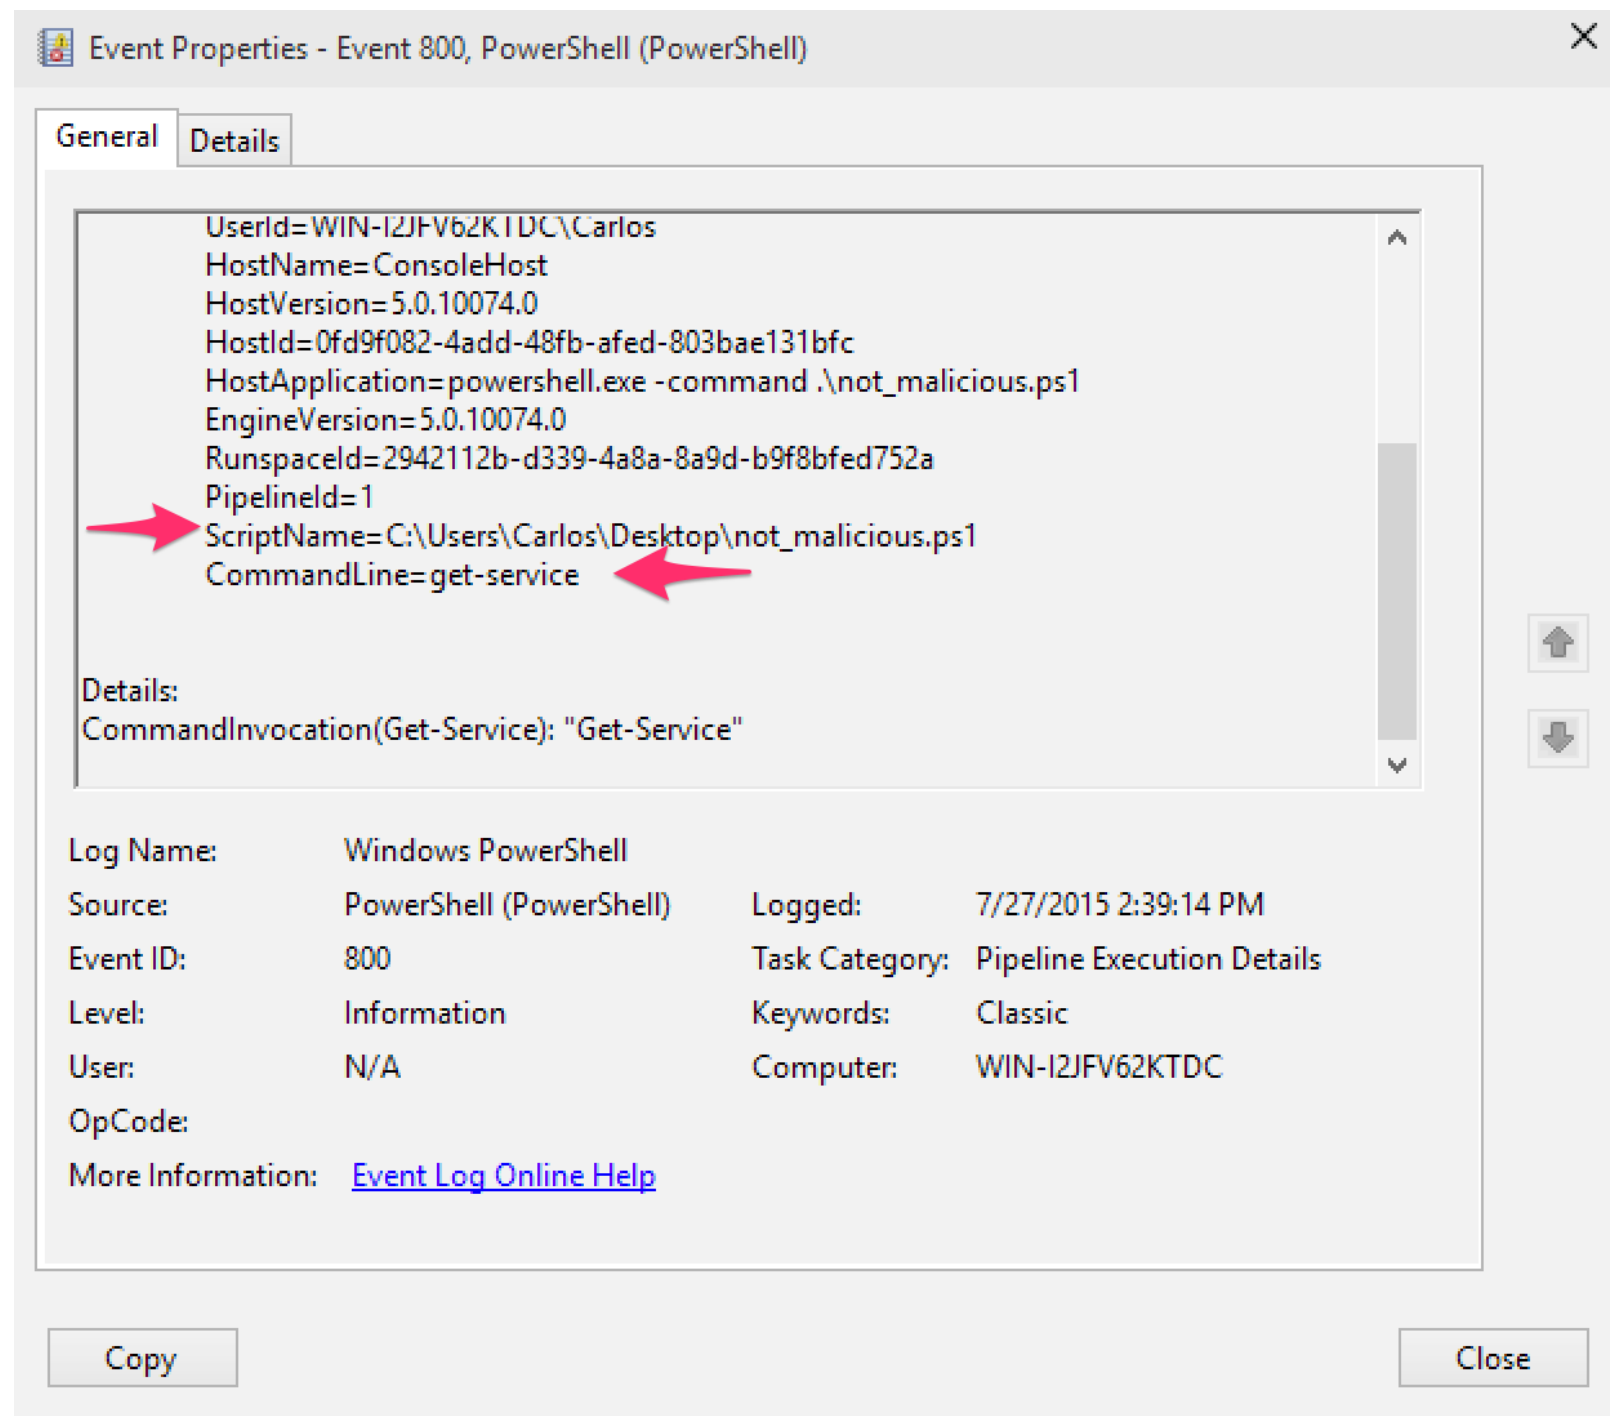 Event Properties - Event 800, PowerShell (PowerShell)
General
Details
UserId=WIN-I2JFV62KTDC\Carlos
HostName=ConsoleHost
HostVersion=5.0.10074.0
HostId=0fd9f082-4add-48fb-afed-803bae131bfc
HostApplication=powershell.exe -command .\not_malicious.ps1
EngineVersion=5.0.10074.0
RunspaceId=2942112b-d339-4a8a-8a9d-b9f8bfed752a
PipelineId=1
ScriptName=C:\Users\Carlos\Desktop\not_malicious.ps1
CommandLine=get-service
Details:
CommandInvocation(Get-Service): "Get-Service"
Log Name: Windows PowerShell
Source: PowerShell (PowerShell) Logged: 7/27/2015 2:39:14 PM
Event ID: 800 Task Category: Pipeline Execution Details
Level: Information Keywords: Classic
User: N/A Computer: WIN-I2JFV62KTDC
OpCode:
More Information: Event Log Online Help
Copy
Close